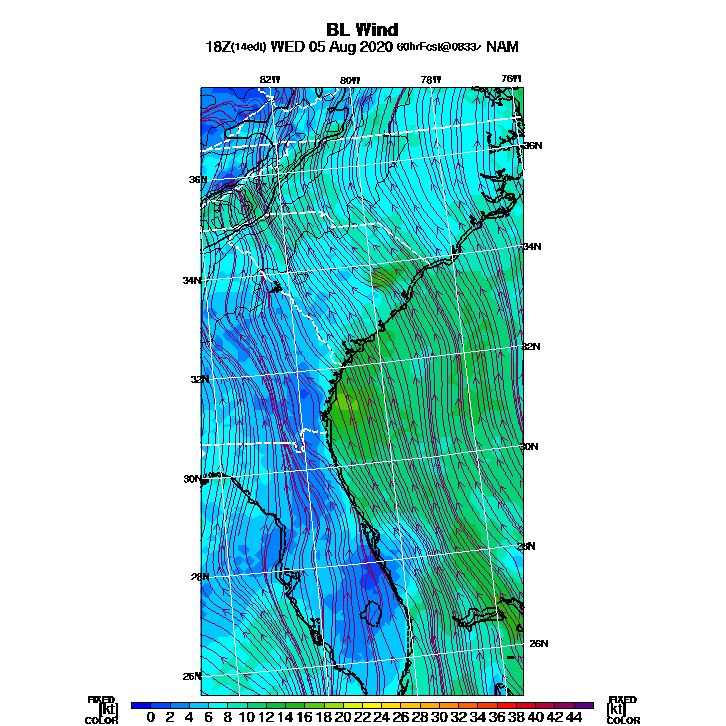 BL Wind
18Z(14edt) WED 05 Aug 2020 60hrFcst@0833z NAM
82W 80W 78W 76W
36N 36N
34N 34N
32N 32N
30N 30N
28N 28N
26N 26N
FIXED FIXED
[kt] 0 2 4 6 8 10 12 14 16 18 20 22 24 26 28 30 32 34 36 38 40 42 44 [kt]
COLOR COLOR